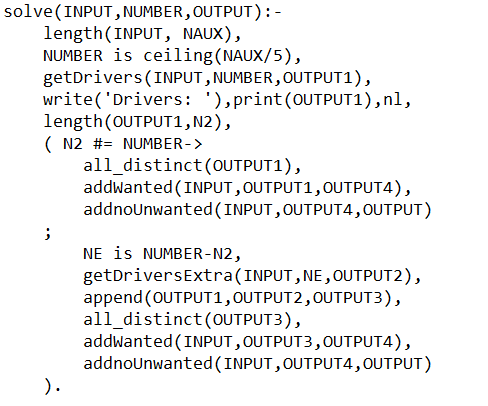 solve(INPUT,NUMBER,OUTPUT):-
    length(INPUT, NAUX),
    NUMBER is ceiling(NAUX/5),
    getDrivers(INPUT,NUMBER,OUTPUT1),
    write('Drivers: '),print(OUTPUT1),nl,
    length(OUTPUT1,N2),
    ( N2 #= NUMBER->
        all_distinct(OUTPUT1),
        addWanted(INPUT,OUTPUT1,OUTPUT4),
        addnoUnwanted(INPUT,OUTPUT4,OUTPUT)
    ;
        NE is NUMBER-N2,
        getDriversExtra(INPUT,NE,OUTPUT2),
        append(OUTPUT1,OUTPUT2,OUTPUT3),
        all_distinct(OUTPUT3),
        addWanted(INPUT,OUTPUT3,OUTPUT4),
        addnoUnwanted(INPUT,OUTPUT4,OUTPUT)
    ).